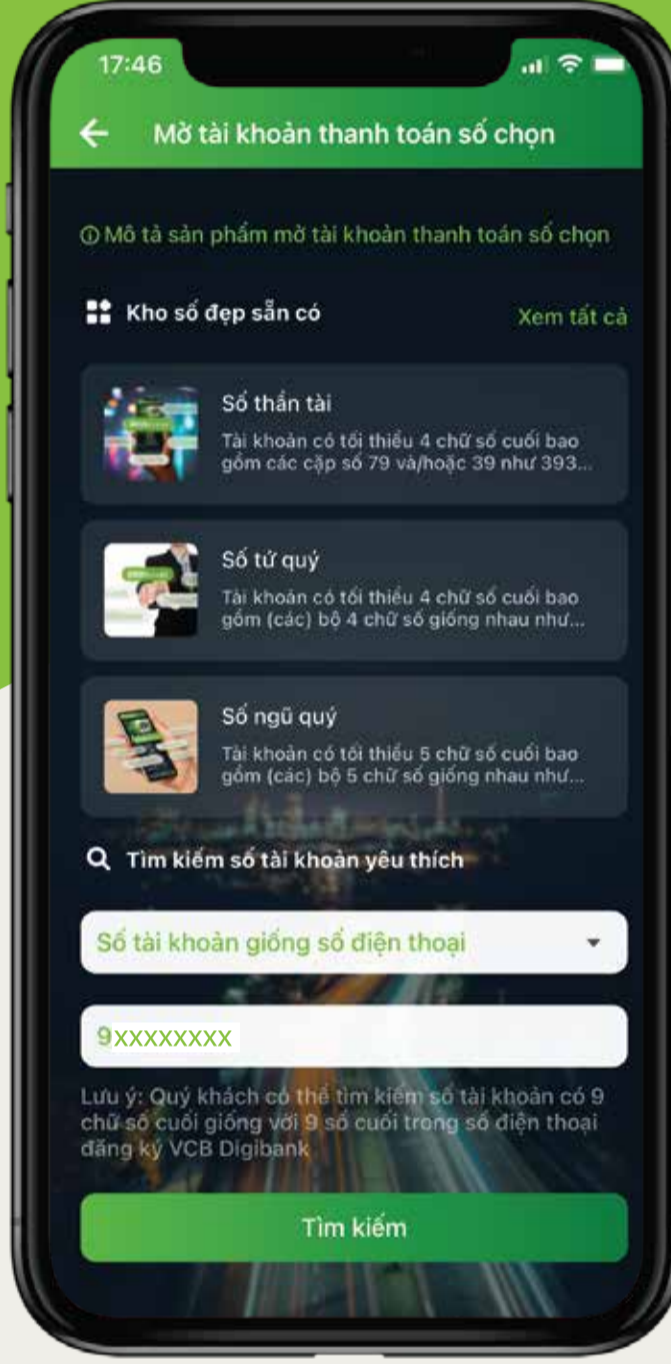 17:46
Mở tài khoản thanh toán số chọn
Mô tả sản phẩm mở tài khoản thanh toán số chọn
Kho số đẹp sẵn có
Xem tất cả
Số thần tài
Tài khoản có tối thiểu 4 chữ số cuối bao
gồm các cặp số 79 và/hoặc 39 như 393...
Số tứ quý
Tài khoản có tối thiểu 4 chữ số cuối bao
gồm (các) bộ 4 chữ số giống nhau như...
Số ngũ quý
Tài khoản có tối thiểu 5 chữ số cuối bao
gồm (các) bộ 5 chữ số giống nhau như...
Tìm kiếm số tài khoản yêu thích
Số tài khoản giống số điện thoại
9XXXXXXXX
Lưu ý: Quý khách có thể tìm kiếm số tài khoản có 9
chữ số cuối giống với 9 số cuối trong số điện thoại
đăng ký VCB Digibank
Tìm kiếm